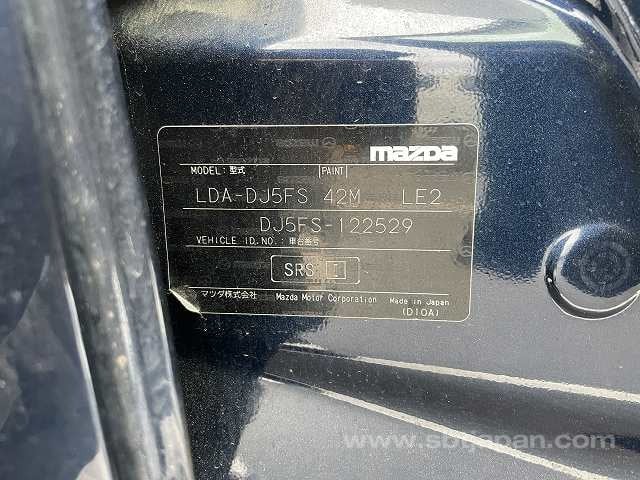 mazda
MODEL:型式 PAINT
LDA-DJ5FS 42M LE2
DJ5FS-122529
VEHICLE ID.NO.:車台番号
SRS I
マツダ株式会社 Mazda Motor Corporation Made in Japan
(D10A)
www.sbtjapan.com